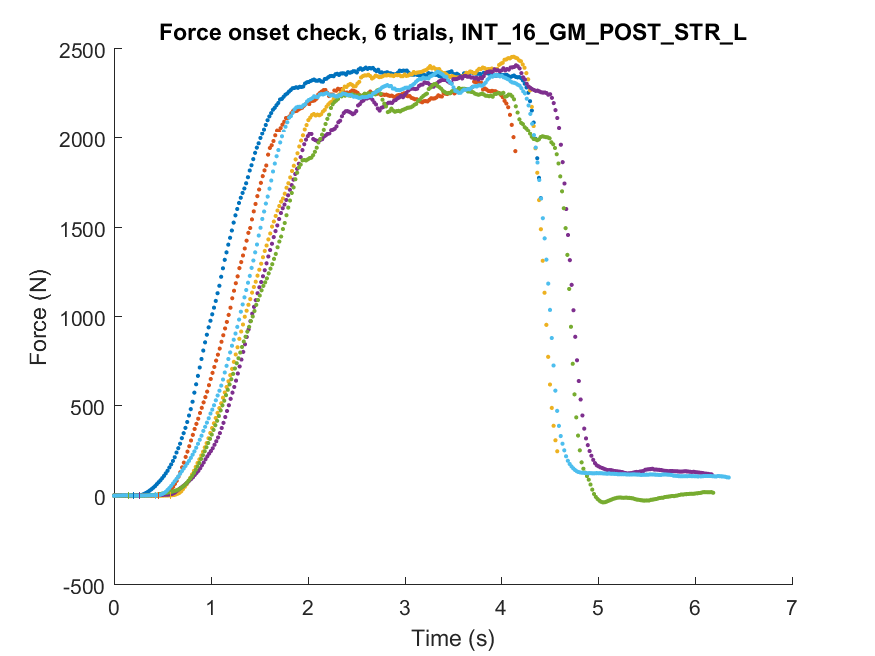 Force onset check, 6 trials, INT_16_GM_POST_STR_L
2500
2000
1500
1000
500
0
-500
Force (N)
0 1 2 3 4 5 6 7
Time (s)